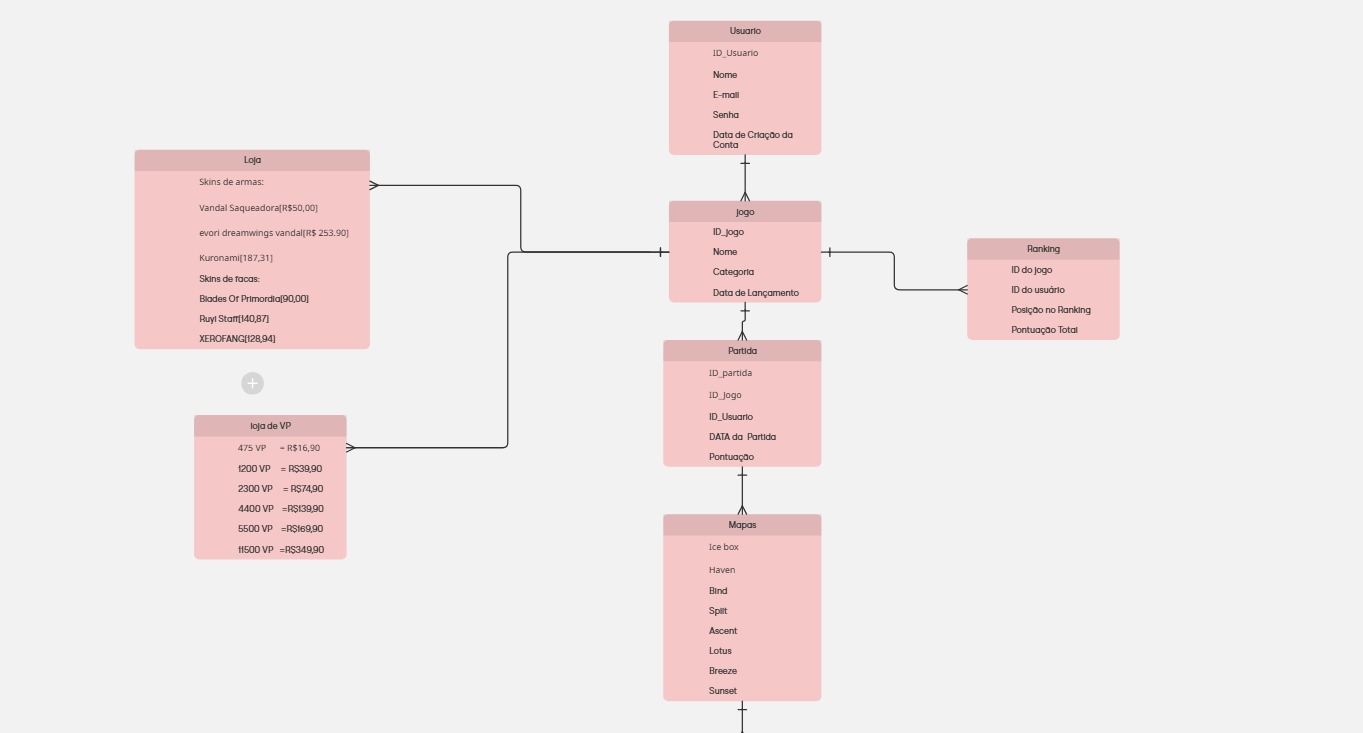 Usuario
ID_Usuario
Nome
E-mail
Senha
Data de Criação da
Conta
Loja
Skins de armas:
Vandal Saqueadora[R$50,00]
evori dreamwings vandal[R$ 253.90]
Kuronami[187,31]
Skins de facas:
Blades Of Primordia[90,00]
Ruyi Staff[140,87]
XEROFANG[128,94]
jogo
ID_jogo
Nome
Categoria
Data de Lançamento
Ranking
ID do jogo
ID do usuário
Posição no Ranking
Pontuação Total
Partida
ID_partida
ID_Jogo
ID_Usuario
DATA da Partida
Pontuação
loja de VP
475 VP = R$16,90
1200 VP = R$39,90
2300 VP = R$74,90
4400 VP =R$139,90
5500 VP =R$169,90
11500 VP =R$349,90
Mapas
Ice box
Haven
Bind
Split
Ascent
Lotus
Breeze
Sunset